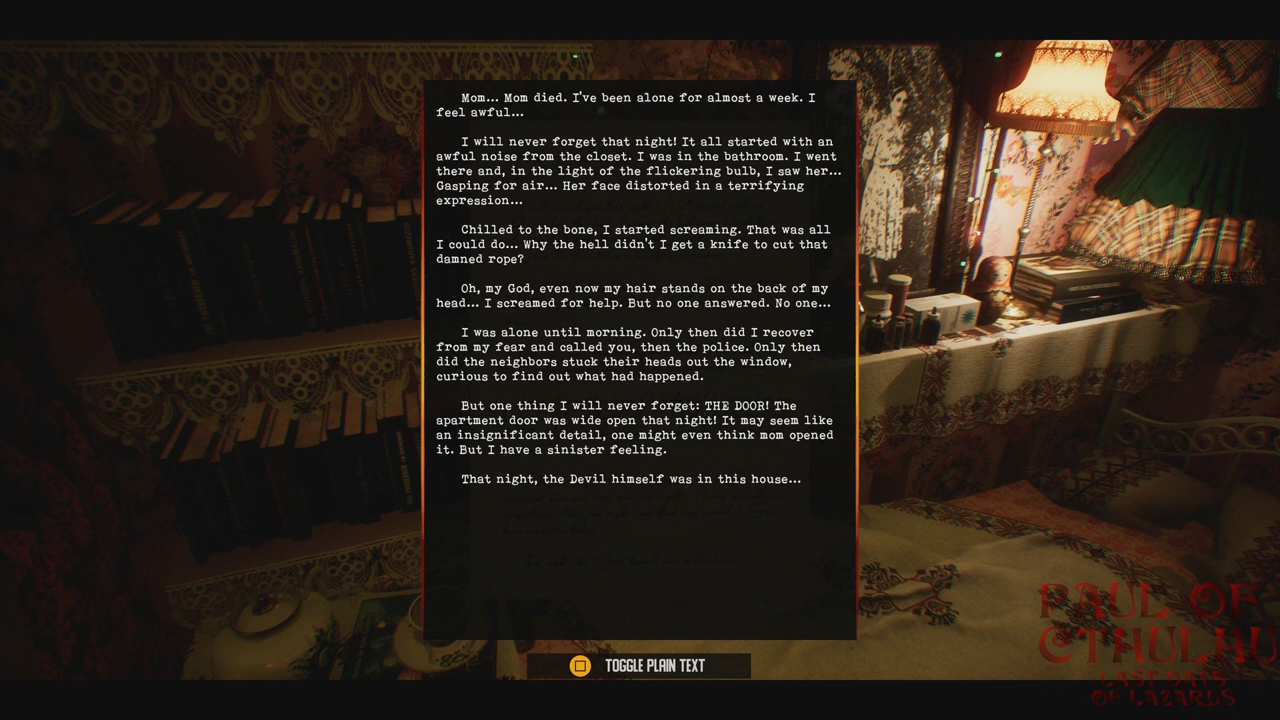 Mom... Mom died. I've been alone for almost a week. I
feel awful...
I will never forget that night! It all started with an
awful noise from the closet. I was in the bathroom. I went
there and, in the light of the flickering bulb, I saw her...
Gasping for air... Her face distorted in a terrifying
expression...
Chilled to the bone, I started screaming. That was all
I could do... Why the hell didn't I get a knife to cut that
damned rope?
Oh, my God, even now my hair stands on the back of my
head... I screamed for help. But no one answered. No one...
I was alone until morning. Only then did I recover
from my fear and called you, then the police. Only then
did the neighbors stuck their heads out the window,
curious to find out what had happened.
But one thing I will never forget: THE DOOR! The
apartment door was wide open that night! It may seem like
an insignificant detail, one might even think mom opened
it. But I have a sinister feeling.
That night, the Devil himself was in this house...
TOGGLE PLAIN TEXT
PAUL OF
CTHULHU
LAST DAYS
OF LAZARUS